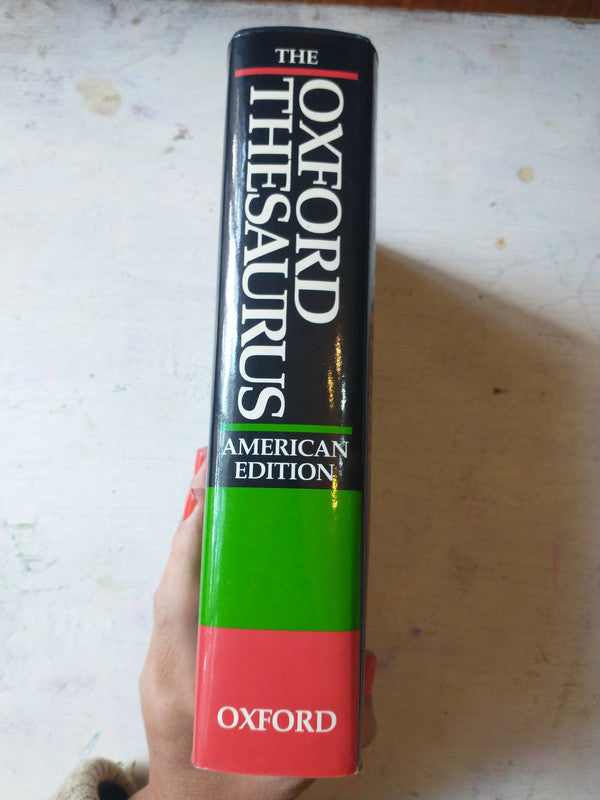 THE
OXFORD
THESAURUS
AMERICAN
EDITION
OXFORD